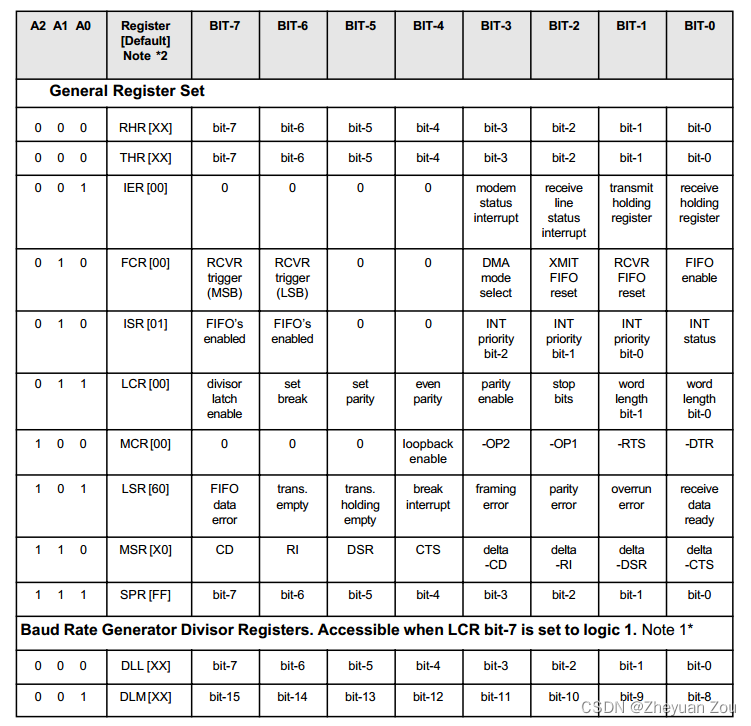 A2 A1 A0 Register [Default] Note *2 BIT-7 BIT-6 BIT-5 BIT-4 BIT-3 BIT-2 BIT-1 BIT-0
General Register Set
0 0 0 RHR [XX] bit-7 bit-6 bit-5 bit-4 bit-3 bit-2 bit-1 bit-0
0 0 0 THR [XX] bit-7 bit-6 bit-5 bit-4 bit-3 bit-2 bit-1 bit-0
0 0 1 IER [00] 0 0 0 0 modem status interrupt receive line status interrupt transmit holding register receive holding register
0 1 0 FCR [00] RCVR trigger (MSB) RCVR trigger (LSB) 0 0 DMA mode select XMIT FIFO reset RCVR FIFO reset FIFO enable
0 1 0 ISR [01] FIFO's enabled FIFO's enabled 0 0 INT priority bit-2 INT priority bit-1 INT priority bit-0 INT status
0 1 1 LCR [00] divisor latch enable set break set parity even parity parity enable stop bits word length bit-1 word length bit-0
1 0 0 MCR [00] 0 0 0 loopback enable -OP2 -OP1 -RTS -DTR
1 0 1 LSR [60] FIFO data error trans. empty trans. holding empty break interrupt framing error parity error overrun error receive data ready
1 1 0 MSR [X0] CD RI DSR CTS delta -CD delta -RI delta -DSR delta -CTS
1 1 1 SPR [FF] bit-7 bit-6 bit-5 bit-4 bit-3 bit-2 bit-1 bit-0
Baud Rate Generator Divisor Registers. Accessible when LCR bit-7 is set to logic 1. Note 1*
0 0 0 DLL [XX] bit-7 bit-6 bit-5 bit-4 bit-3 bit-2 bit-1 bit-0
0 0 1 DLM [XX] bit-15 bit-14 bit-13 bit-12 bit-11 bit-10 bit-9 bit-8
CSDN @Zheyuan Zou